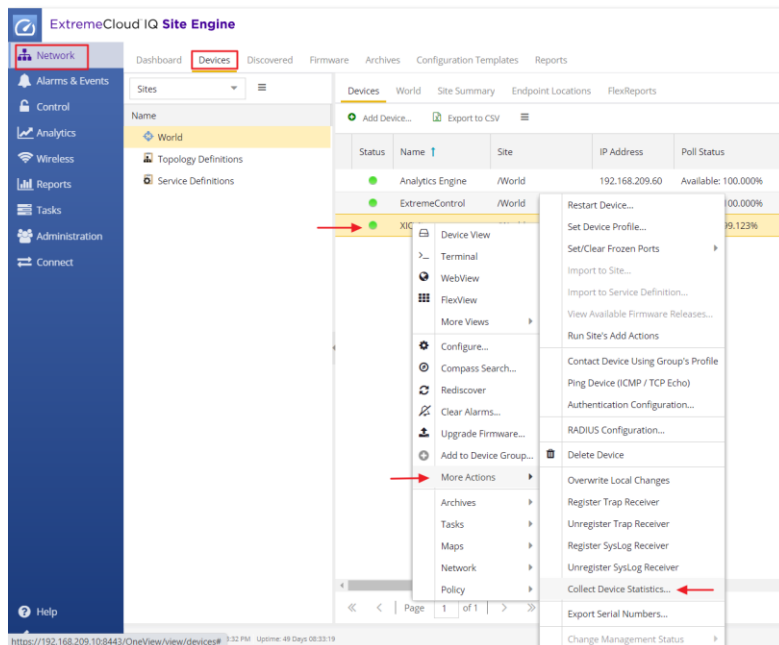 ExtremeCloud IQ Site Engine
Network
Alarms & Events
Control
Analytics
Wireless
Reports
Tasks
Administration
Connect
Help
Dashboard Devices Discovered Firmware Archives Configuration Templates Reports
Sites
Name
World
Topology Definitions
Service Definitions
Devices World Site Summary Endpoint Locations FlexReports
Add Device... Export to CSV
Status Name Site IP Address Poll Status
Analytics Engine /World 192.168.209.60 Available: 100.000%
ExtremeControl /World 00.000%
XIC 9.123%
Device View
Terminal
WebView
FlexView
More Views
Configure...
Compass Search...
Rediscover
Clear Alarms...
Upgrade Firmware...
Add to Device Group...
More Actions
Archives
Tasks
Maps
Network
Policy
Restart Device...
Set Device Profile...
Set/Clear Frozen Ports
Import to Site...
Import to Service Definition...
View Available Firmware Releases...
Run Site's Add Actions
Contact Device Using Group's Profile
Ping Device (ICMP / TCP Echo)
Authentication Configuration...
RADIUS Configuration...
Delete Device
Overwrite Local Changes
Register Trap Receiver
Unregister Trap Receiver
Register SysLog Receiver
Unregister SysLog Receiver
Collect Device Statistics...
Export Serial Numbers...
Change Management Status
Page 1 of 1
https://192.168.209.10:8443/OneView/view/devices# :32 PM Uptime: 49 Days 08:33:19